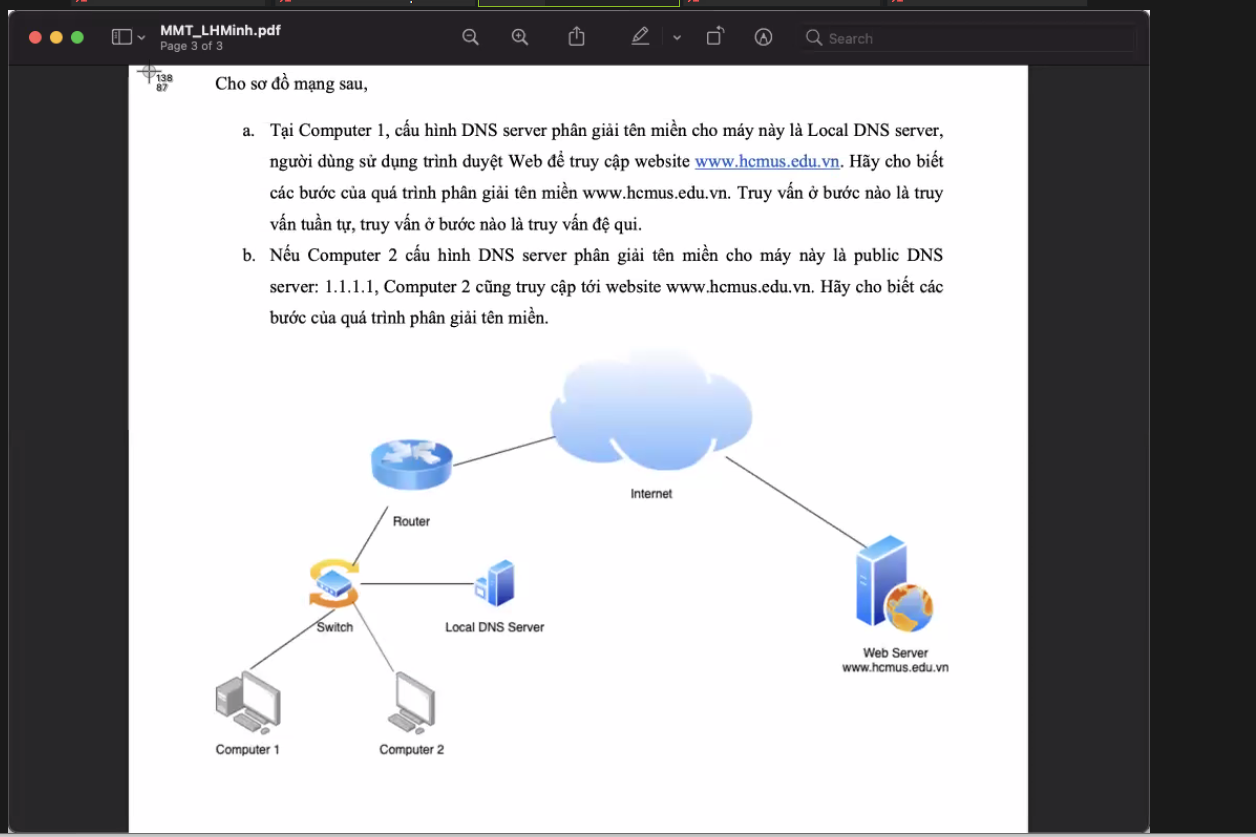 MMT_LHMinh.pdf
Page 3 of 3
Search
138
87
Cho sơ đồ mạng sau,
a. Tại Computer 1, cấu hình DNS server phân giải tên miền cho máy này là Local DNS server,
người dùng sử dụng trình duyệt Web để truy cập website www.hcmus.edu.vn. Hãy cho biết
các bước của quá trình phân giải tên miền www.hcmus.edu.vn. Truy vấn ở bước nào là truy
vấn tuần tự, truy vấn ở bước nào là truy vấn đệ qui.
b. Nếu Computer 2 cấu hình DNS server phân giải tên miền cho máy này là public DNS
server: 1.1.1.1, Computer 2 cũng truy cập tới website www.hcmus.edu.vn. Hãy cho biết các
bước của quá trình phân giải tên miền.
Internet
Router
Switch
Local DNS Server
Web Server
www.hcmus.edu.vn
Computer 1
Computer 2